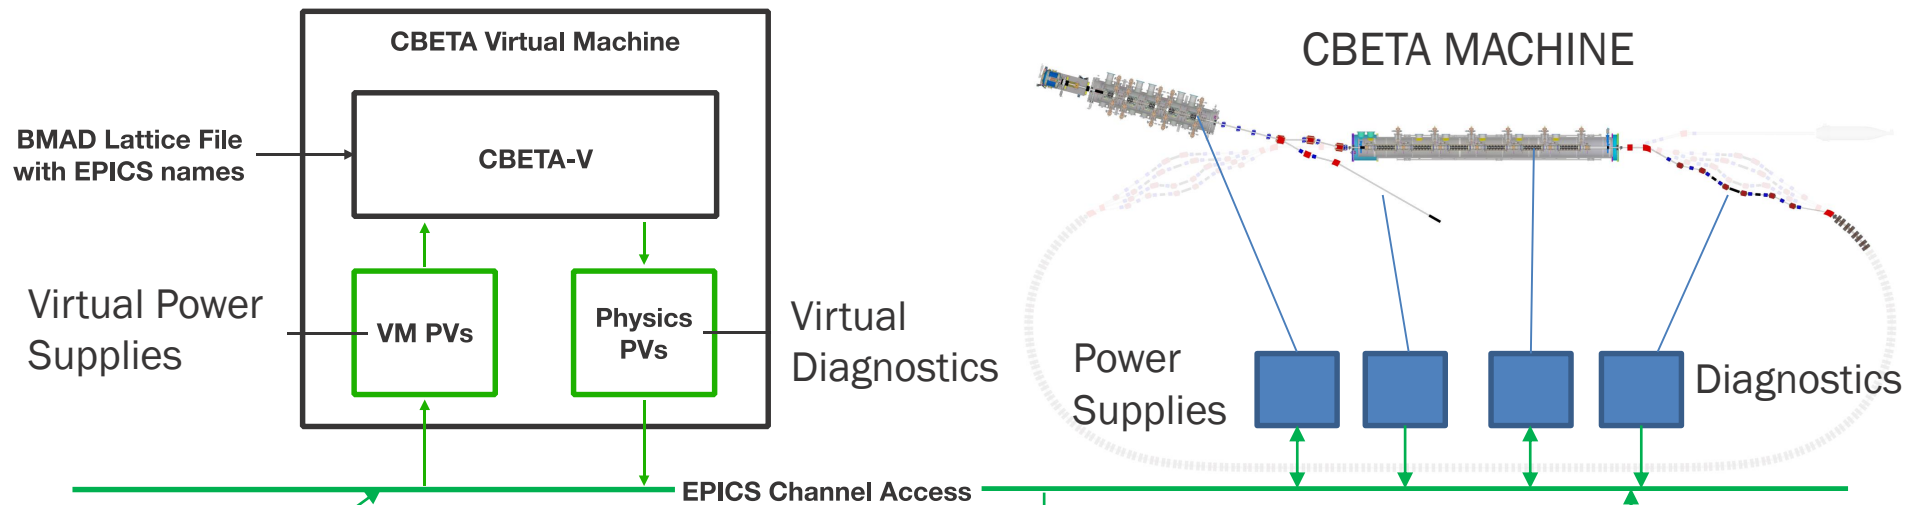 CBETA Virtual Machine
CBETA MACHINE
BMAD Lattice File
with EPICS names
CBETA-V
Virtual Power
Supplies
VM PVs
Physics
PVs
Virtual
Diagnostics
Power
Supplies
Diagnostics
EPICS Channel Access